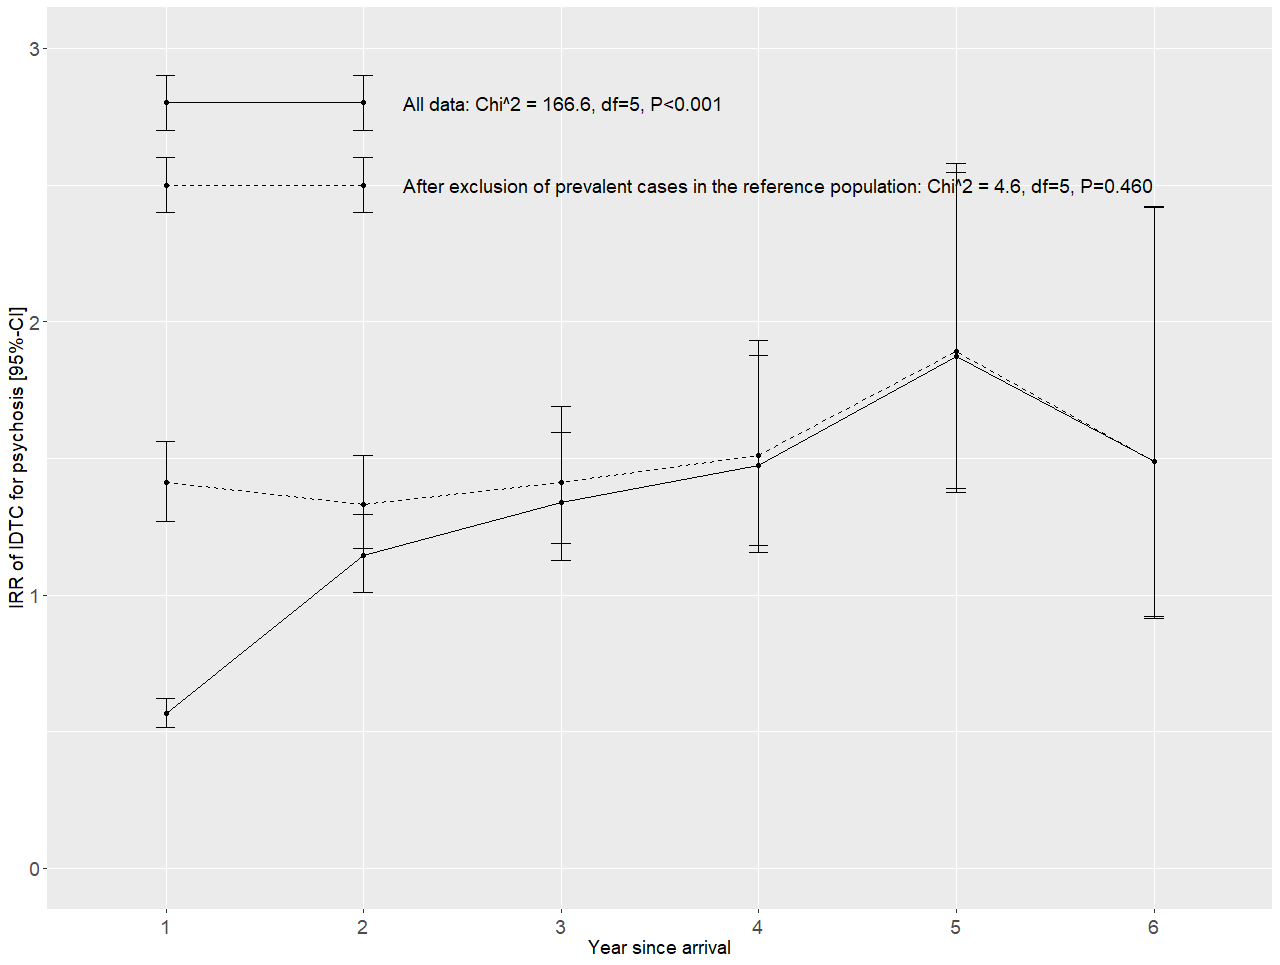 3
All data: Chi^2 = 166.6, df=5, P<0.001
After exclusion of prevalent cases in the reference population: Chi^2 = 4.6, df=5, P=0.460
2
IRR of IDTC for psychosis [95%-CI]
1
0
1 2 3 4 5 6
Year since arrival